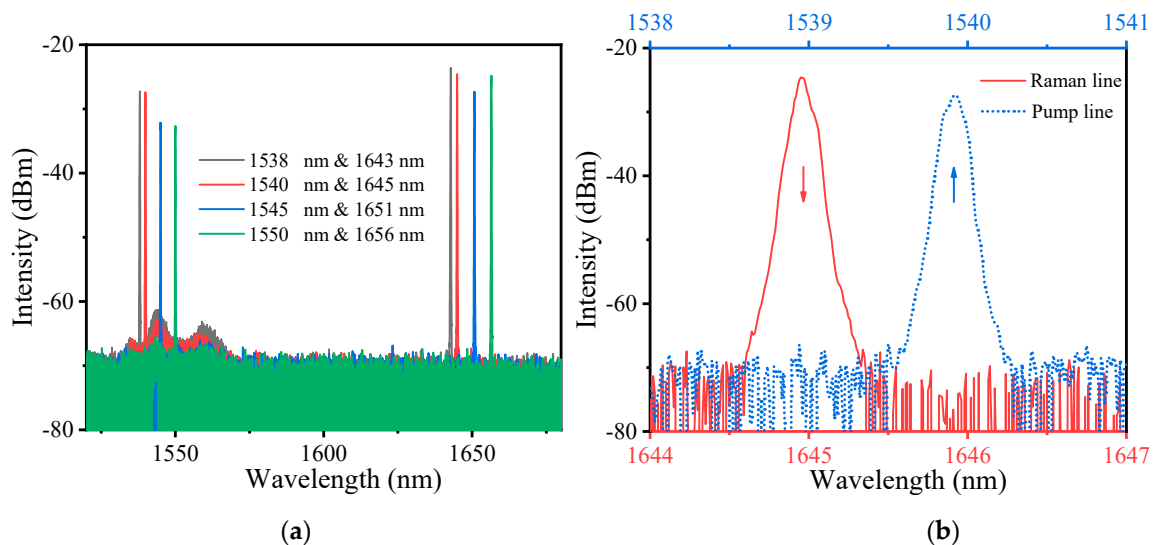 -20
-40
-60
-80
Intensity (dBm)
1538 nm & 1643 nm
1540 nm & 1645 nm
1545 nm & 1651 nm
1550 nm & 1656 nm
1550
1600
1650
Wavelength (nm)
(a)
1538
1539
1540
1541
-20
-40
-60
-80
Intensity (dBm)
Raman line
Pump line
1644
1645
1646
1647
Wavelength (nm)
(b)